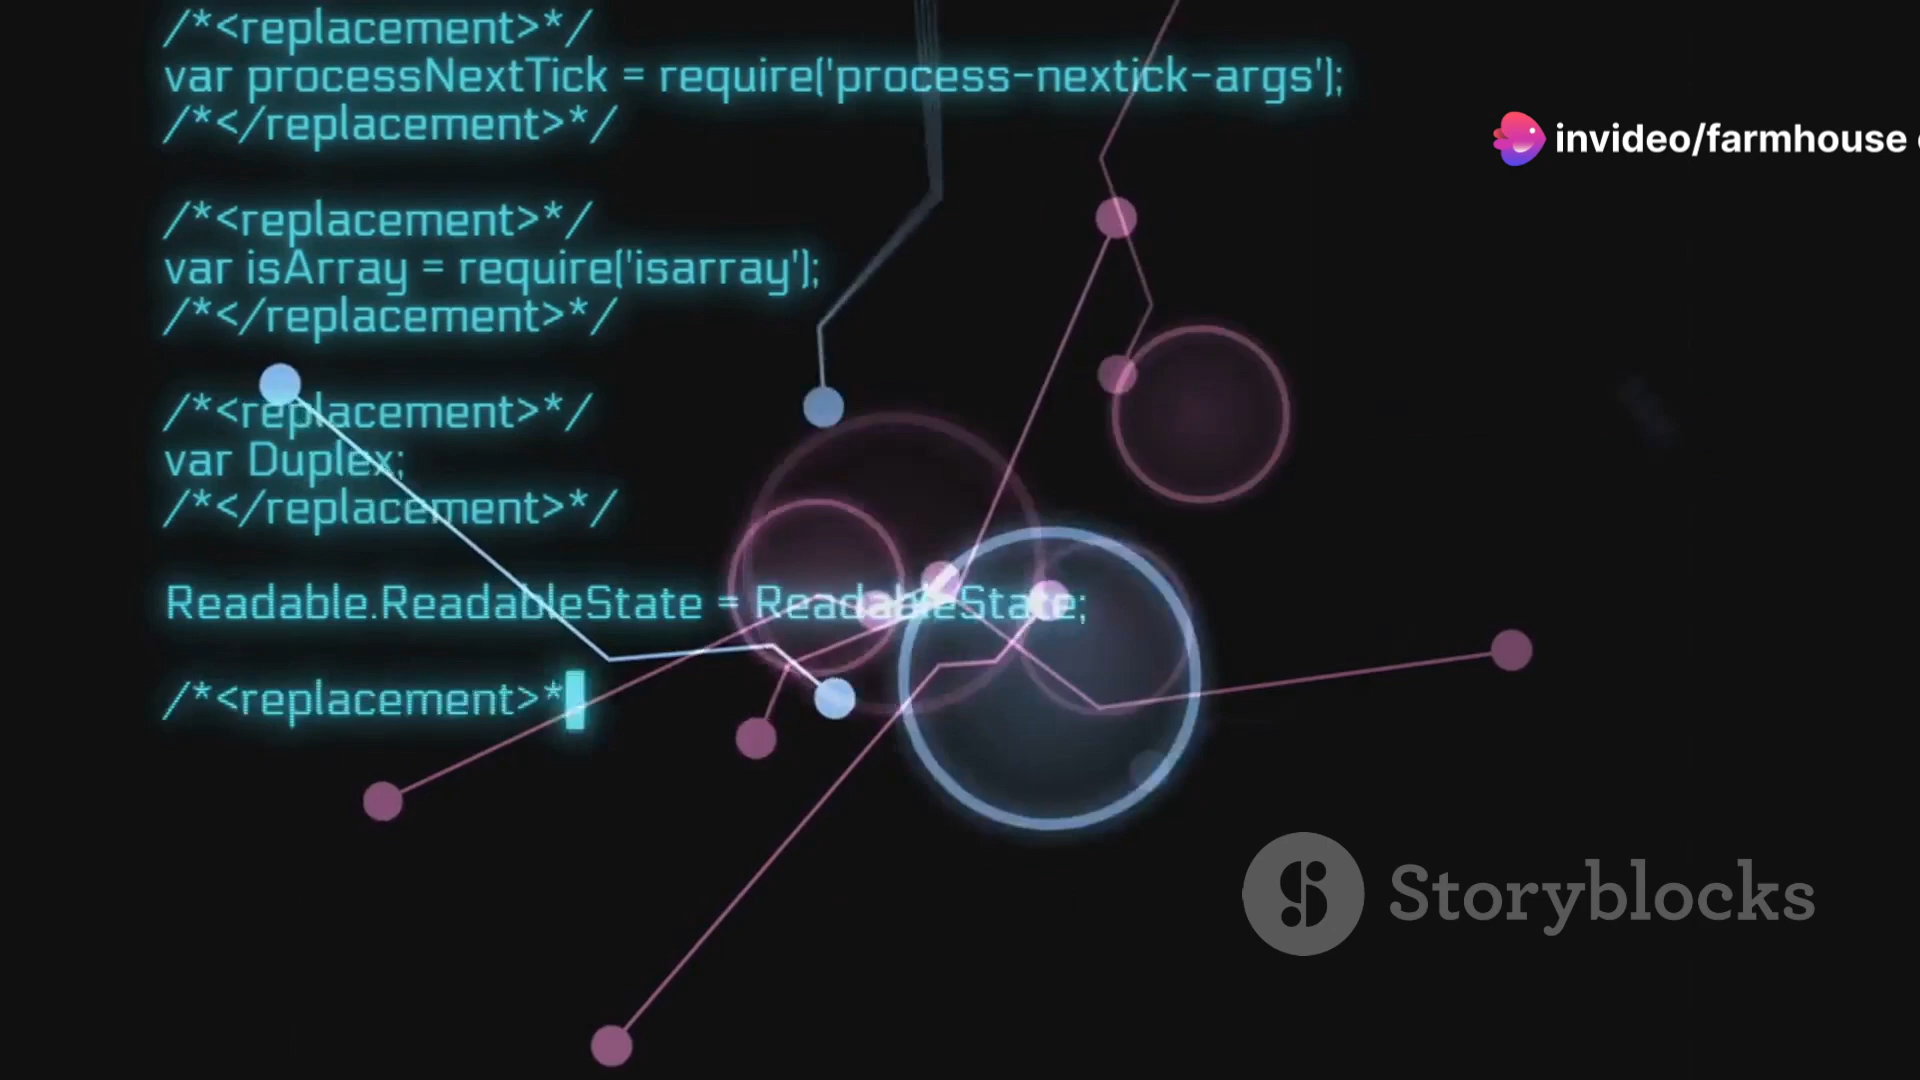 /*<replacement>*/
var processNextTick = require('process-nextick-args');
/*</replacement>*/
/*<replacement>*/
var isArray = require('isarray');
/*</replacement>*/
/*<replacement>*/
var Duplex;
/*</replacement>*/
Readable.ReadableState = ReadableState;
/*<replacement>*
invideo/farmhouse
Storyblocks